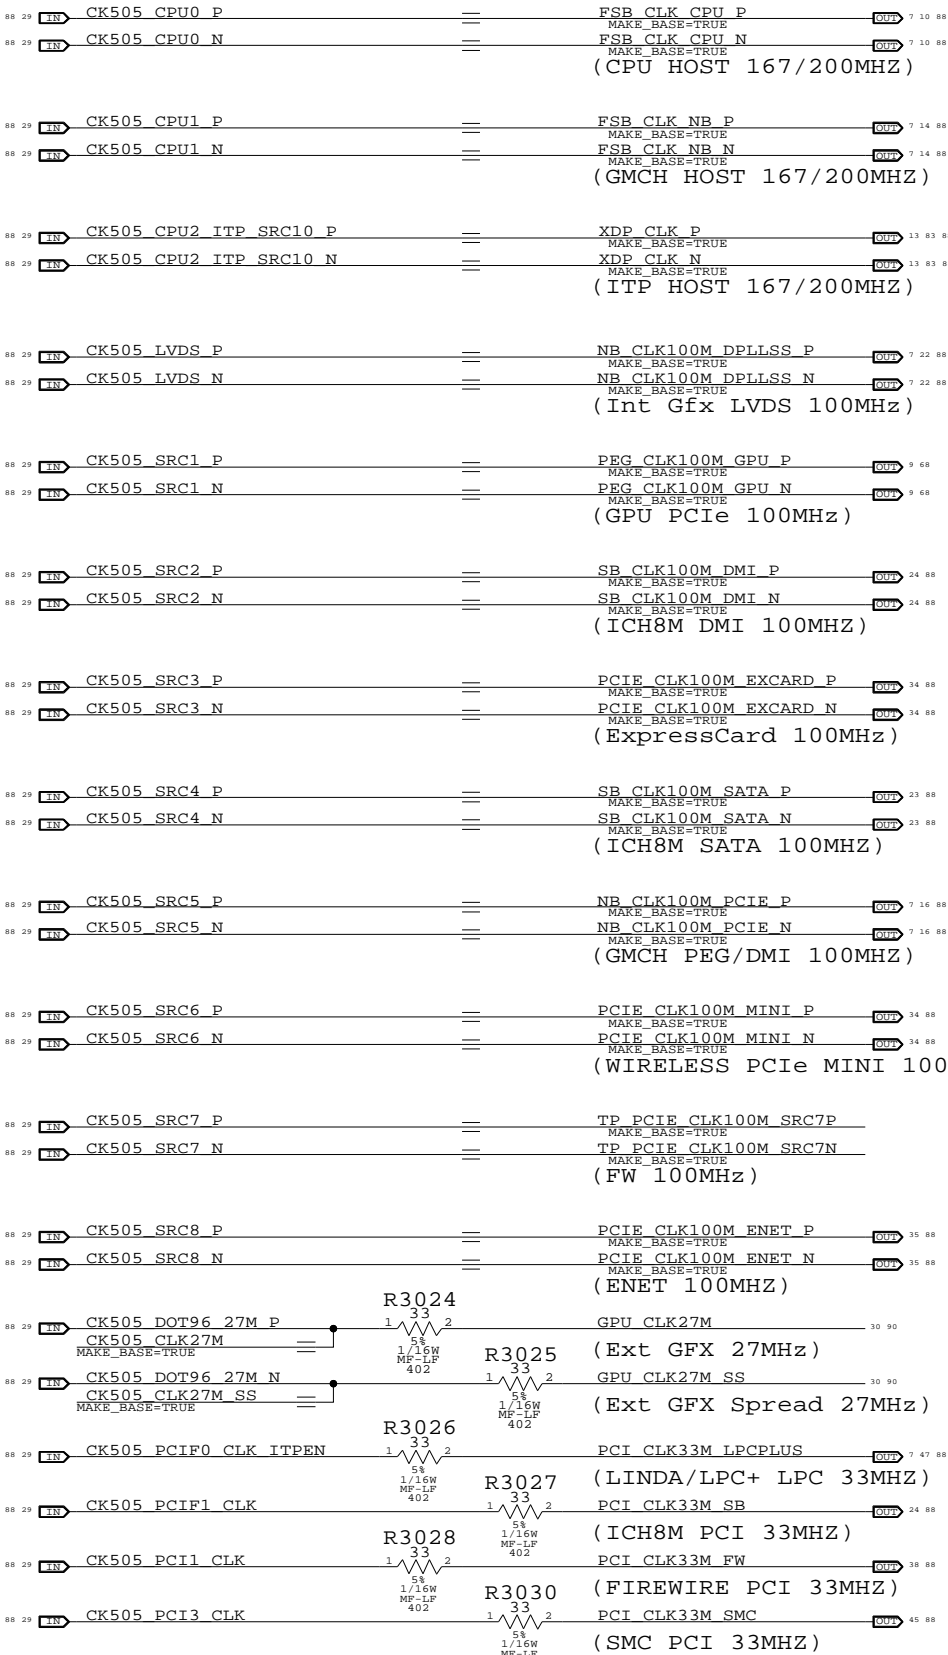 88 29 IN CK505_CPU0_P FSB_CLK_CPU_P OUT 7 10 88
MAKE_BASE=TRUE
88 29 IN CK505_CPU0_N FSB_CLK_CPU_N OUT 7 10 88
MAKE_BASE=TRUE
(CPU HOST 167/200MHZ)
88 29 IN CK505_CPU1_P FSB_CLK_NB_P OUT 7 14 88
MAKE_BASE=TRUE
88 29 IN CK505_CPU1_N FSB_CLK_NB_N OUT 7 14 88
MAKE_BASE=TRUE
(GMCH HOST 167/200MHZ)
88 29 IN CK505_CPU2_ITP_SRC10_P XDP_CLK_P OUT 13 83 8
MAKE_BASE=TRUE
88 29 IN CK505_CPU2_ITP_SRC10_N XDP_CLK_N OUT 13 83 8
MAKE_BASE=TRUE
(ITP HOST 167/200MHZ)
88 29 IN CK505_LVDS_P NB_CLK100M_DPLLSS_P OUT 7 22 88
MAKE_BASE=TRUE
88 29 IN CK505_LVDS_N NB_CLK100M_DPLLSS_N OUT 7 22 88
MAKE_BASE=TRUE
(Int Gfx LVDS 100MHz)
88 29 IN CK505_SRC1_P PEG_CLK100M_GPU_P OUT 9 68
MAKE_BASE=TRUE
88 29 IN CK505_SRC1_N PEG_CLK100M_GPU_N OUT 9 68
MAKE_BASE=TRUE
(GPU PCIe 100MHz)
88 29 IN CK505_SRC2_P SB_CLK100M_DMI_P OUT 24 88
MAKE_BASE=TRUE
88 29 IN CK505_SRC2_N SB_CLK100M_DMI_N OUT 24 88
MAKE_BASE=TRUE
(ICH8M DMI 100MHZ)
88 29 IN CK505_SRC3_P PCIE_CLK100M_EXCARD_P OUT 34 88
MAKE_BASE=TRUE
88 29 IN CK505_SRC3_N PCIE_CLK100M_EXCARD_N OUT 34 88
MAKE_BASE=TRUE
(ExpressCard 100MHz)
88 29 IN CK505_SRC4_P SB_CLK100M_SATA_P OUT 23 88
MAKE_BASE=TRUE
88 29 IN CK505_SRC4_N SB_CLK100M_SATA_N OUT 23 88
MAKE_BASE=TRUE
(ICH8M SATA 100MHZ)
88 29 IN CK505_SRC5_P NB_CLK100M_PCIE_P OUT 7 16 88
MAKE_BASE=TRUE
88 29 IN CK505_SRC5_N NB_CLK100M_PCIE_N OUT 7 16 88
MAKE_BASE=TRUE
(GMCH PEG/DMI 100MHZ)
88 29 IN CK505_SRC6_P PCIE_CLK100M_MINI_P OUT 34 88
MAKE_BASE=TRUE
88 29 IN CK505_SRC6_N PCIE_CLK100M_MINI_N OUT 34 88
MAKE_BASE=TRUE
(WIRELESS PCIe MINI 100
88 29 IN CK505_SRC7_P TP_PCIE_CLK100M_SRC7P
MAKE_BASE=TRUE
88 29 IN CK505_SRC7_N TP_PCIE_CLK100M_SRC7N
MAKE_BASE=TRUE
(FW 100MHz)
88 29 IN CK505_SRC8_P PCIE_CLK100M_ENET_P OUT 35 88
MAKE_BASE=TRUE
88 29 IN CK505_SRC8_N PCIE_CLK100M_ENET_N OUT 35 88
MAKE_BASE=TRUE
(ENET 100MHZ)
R3024
88 29 IN CK505_DOT96_27M_P 1 33 2 GPU_CLK27M 30 90
CK505_CLK27M 5% (Ext GFX 27MHz)
MAKE_BASE=TRUE 1/16W
MF-LF
402
R3025
88 29 IN CK505_DOT96_27M_N 1 33 2 GPU_CLK27M_SS 30 90
CK505_CLK27M_SS 5% (Ext GFX Spread 27MHz)
MAKE_BASE=TRUE 1/16W
MF-LF
402
R3026
88 29 IN CK505_PCIF0_CLK_ITPEN 1 33 2 PCI_CLK33M_LPCPLUS OUT 7 47 88
5% (LINDA/LPC+ LPC 33MHZ)
1/16W
MF-LF
402
R3027
88 29 IN CK505_PCIF1_CLK 1 33 2 PCI_CLK33M_SB OUT 24 88
5% (ICH8M PCI 33MHZ)
1/16W
MF-LF
402
R3028
88 29 IN CK505_PCI1_CLK 1 33 2 PCI_CLK33M_FW OUT 38 88
5% (FIREWIRE PCI 33MHZ)
1/16W
MF-LF
402
R3030
88 29 IN CK505_PCI3_CLK 1 33 2 PCI_CLK33M_SMC OUT 45 88
5% (SMC PCI 33MHZ)
1/16W